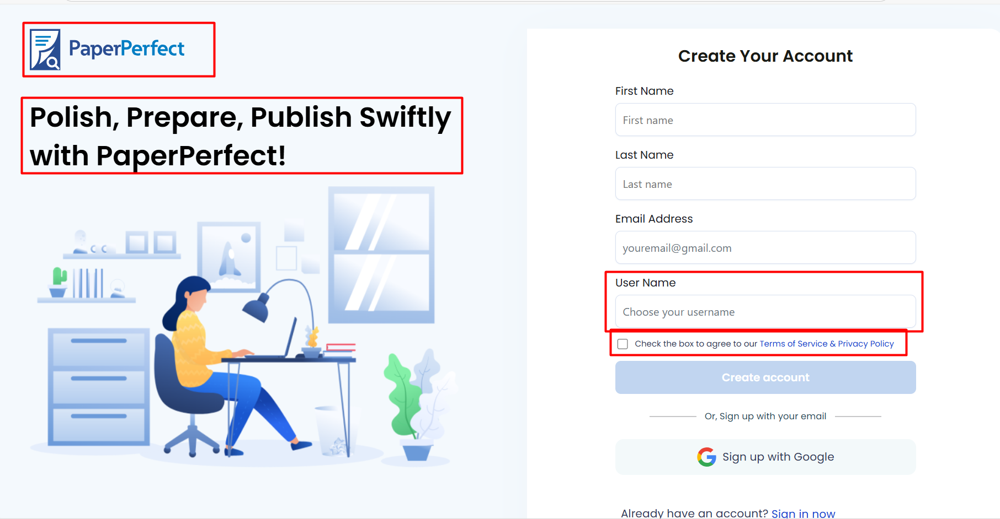 PaperPerfect
Polish, Prepare, Publish Swiftly
with PaperPerfect!
Create Your Account
First Name
First name
Last Name
Last name
Email Address
youremail@gmail.com
User Name
Choose your username
Check the box to agree to our Terms of Service & Privacy Policy
Create account
Or, Sign up with your email
Sign up with Google
Already have an account? Sign in now